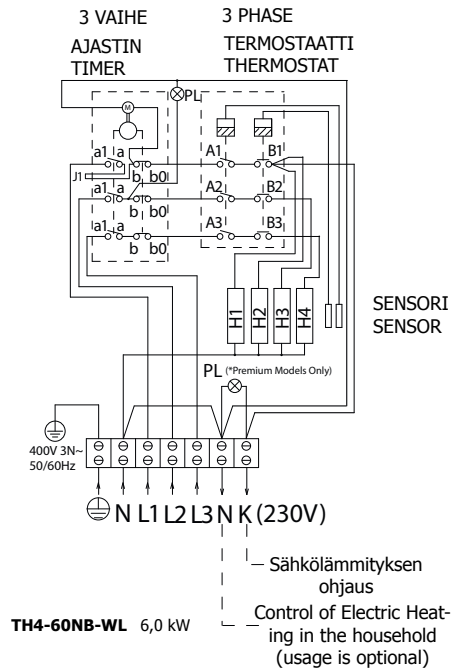 3 VAIHE 3 PHASE
AJASTIN TERMOSTAATTI
TIMER THERMOSTAT
PL
M
a1 a A1 B1
J1 b b0
a1 a A2 B2
b b0
a1 a A3 B3
b b0
H1 H2 H3 H4
SENSORI
SENSOR
PL (*Premium Models Only)
400V 3N~
50/60Hz
N L1 L2 L3 N K (230V)
Sähkölämmityksen
ohjaus
TH4-60NB-WL 6,0 kW
Control of Electric Heat-
ing in the household
(usage is optional)